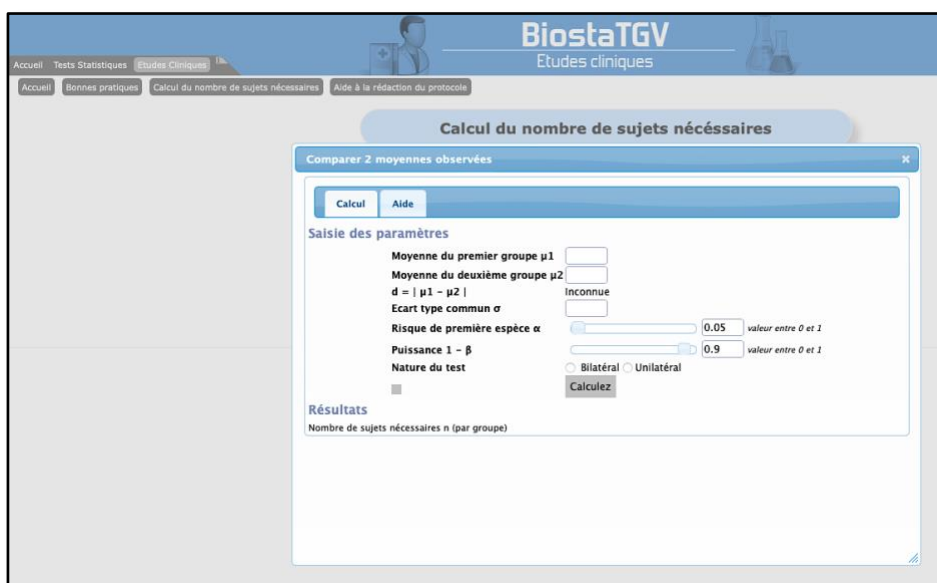 BiostaTGV
Etudes cliniques
Accueil Tests Statistiques Etudes Cliniques
Accueil Bonnes pratiques Calcul du nombre de sujets nécessaires Aide à la rédaction du protocole
Calcul du nombre de sujets nécéssaires
Comparer 2 moyennes observées
Calcul Aide
Saisie des paramètres
Moyenne du premier groupe μ1
Moyenne du deuxième groupe μ2
d = | μ1 - μ2 | Inconnue
Ecart type commun σ
Risque de première espèce α 0.05 valeur entre 0 et 1
Puissance 1 - β 0.9 valeur entre 0 et 1
Nature du test Bilatéral Unilatéral
Calculez
Résultats
Nombre de sujets nécessaires n (par groupe)